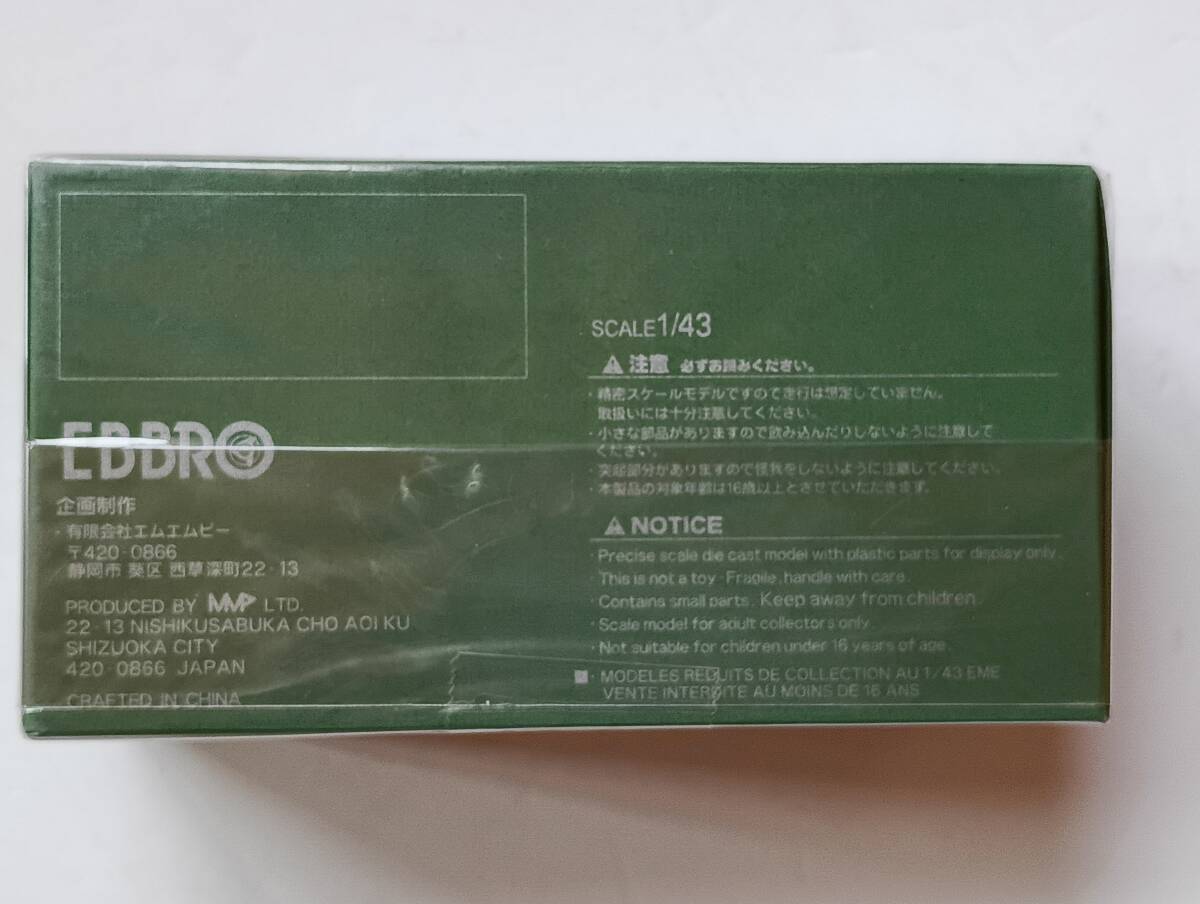 EBBRO
企画制作
・有限会社エムエムピー
〒420-0866
静岡市 葵区 西草深町22-13
PRODUCED BY MMP LTD.
22-13 NISHIKUSABUKA CHO AOI KU
SHIZUOKA CITY
420-0866 JAPAN
CRAFTED IN CHINA
SCALE1/43
⚠注意 必ずお読みください。
・精密スケールモデルですので走行は想定していません。
取扱いには十分注意してください。
・小さな部品がありますので飲み込んだりしないように注意して
ください。
・突起部分がありますので怪我をしないように注意してください。
・本製品の対象年齢は16歳以上とさせていただきます。
⚠NOTICE
・Precise scale die cast model with plastic parts for display only.
・This is not a toy. Fragile, handle with care.
・Contains small parts. Keep away from children.
・Scale model for adult collectors only.
・Not suitable for children under 16 years of age.
■・MODELES REDUITS DE COLLECTION AU 1/43 EME
VENTE INTERDITE AU MOINS DE 16 ANS